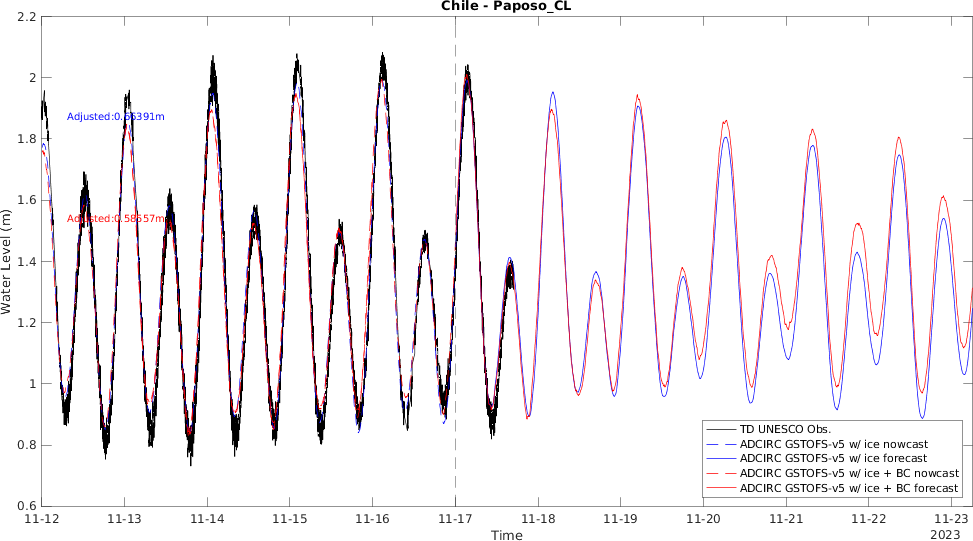 Chile - Paposo_CL
2.2
2
1.8
1.6
1.4
1.2
1
0.8
0.6
Water Level (m)
Adjusted:0.66391m
Adjusted:0.58557m
TD UNESCO Obs.
ADCIRC GSTOFS-v5 w/ ice nowcast
ADCIRC GSTOFS-v5 w/ ice forecast
ADCIRC GSTOFS-v5 w/ ice + BC nowcast
ADCIRC GSTOFS-v5 w/ ice + BC forecast
11-12 11-13 11-14 11-15 11-16 11-17 11-18 11-19 11-20 11-21 11-22 11-23
2023
Time